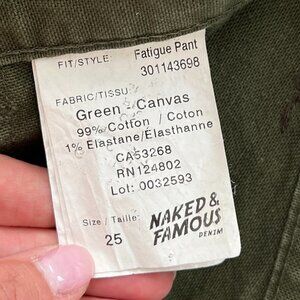 FIT/STYLE Fatigue Pant
301143698
FABRIC/TISSU
Green - Canvas
99% Cotton / Coton
1% Elastane/Élasthanne
CA53268
RN124802
Lot: 0032593
Size / Taille:
25
NAKED &
FAMOUS
DENIM